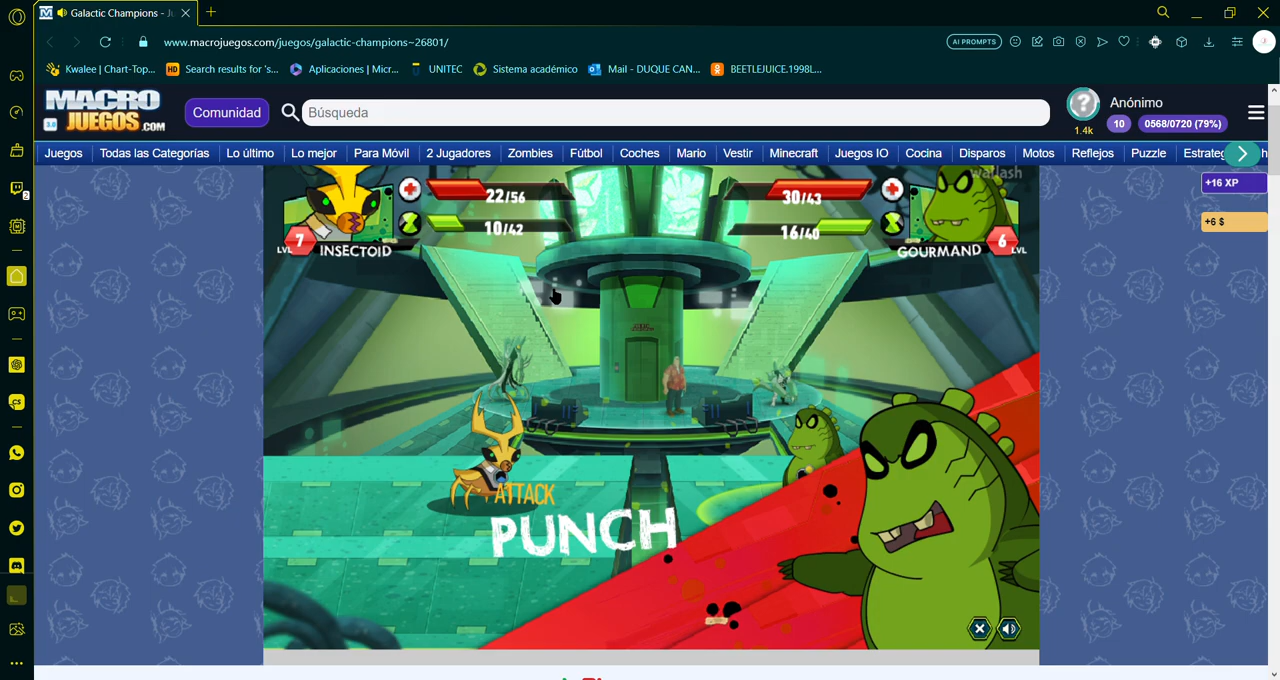 Galactic Champions - Ju
www.macrojuegos.com/juegos/galactic-champions~26801/
AI PROMPTS
Kwalee | Chart-Top...
HD
Search results for 's...
Aplicaciones | Micr...
UNITEC
Sistema académico
Mail - DUQUE CAN...
BEETLEJUICE.1998L...
MACRO
JUEGOS.COM
3.0
Comunidad
Búsqueda
?
1.4k
Anónimo
10
0568/0720 (79%)
Juegos
Todas las Categorías
Lo último
Lo mejor
Para Móvil
2 Jugadores
Zombies
Fútbol
Coches
Mario
Vestir
Minecraft
Juegos IO
Cocina
Disparos
Motos
Reflejos
Puzzle
Estrateg
h
+16 XP
+6 $
22/56
10/42
LVL
7
INSECTOID
30/43
16/40
GOURMAND
6
LVL
ATTACK
PUNCH
2